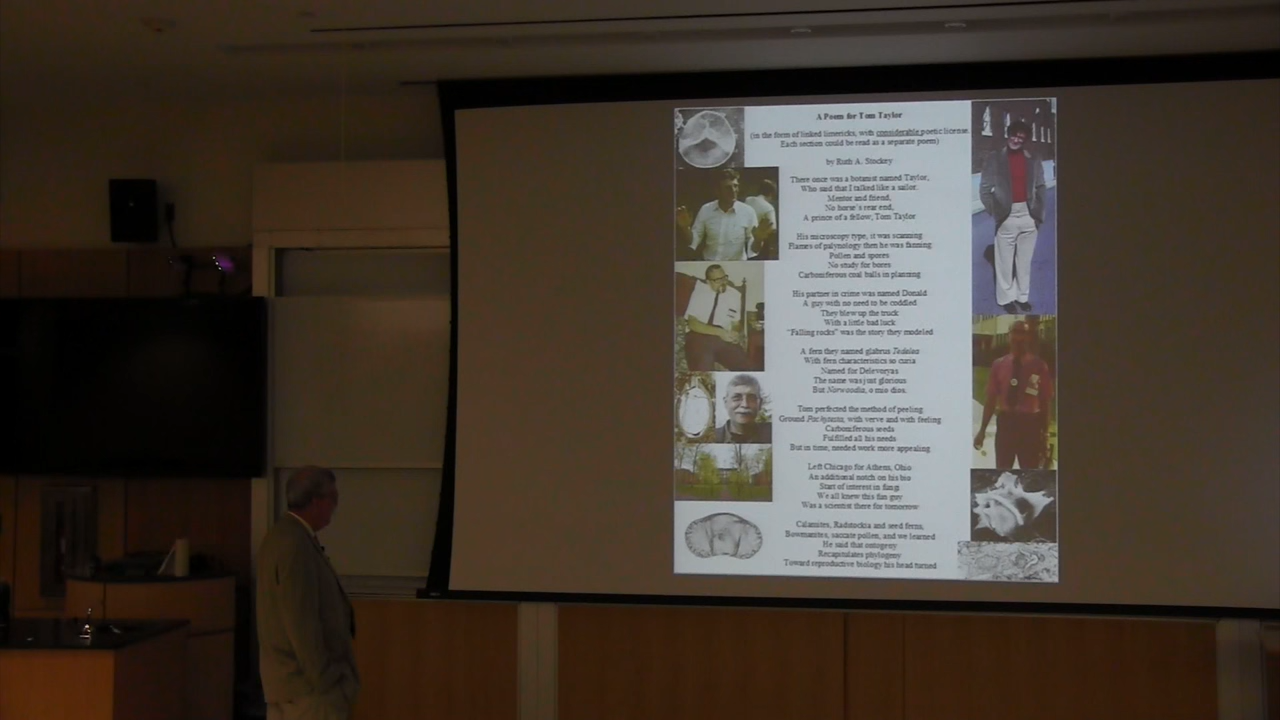 A Poem for Tom Taylor
(in the form of linked limericks, with considerable poetic license.
Each section could be read as a separate poem)
by Ruth A. Stockey
There once was a botanist named Taylor,
Who said that I talked like a sailor.
Mentor and friend,
No horse's rear end,
A prince of a fellow, Tom Taylor
His microscopy type, it was scanning
Flames of palynology then he was fanning
Pollen and spores
No study for bores
Carboniferous coal balls in planning
His partner in crime was named Donald
A guy with no need to be coddled
They blew up the truck
With a little bad luck
"Falling rocks" was the story they modeled
A fern they named glabrus Tedelea
With fern characteristics so
Named for Delevoryas
The name was just glorious
But Norwoodia, o mio dios.
Tom perfected the method of peeling
Ground Pachytesta, with verve and with feeling
Carboniferous seeds
Fulfilled all his needs
But in time, needed work more appealing
Left Chicago for Athens, Ohio
An additional notch on his bio
Start of interest in fungi
We all knew this fun guy
Was a scientist there for tomorrow
Calamites, Radstockia and seed ferns,
Bowmanites, saccate pollen, and we learned
He said that ontogeny
Recapitulates phylogeny
Toward reproductive biology his head turned